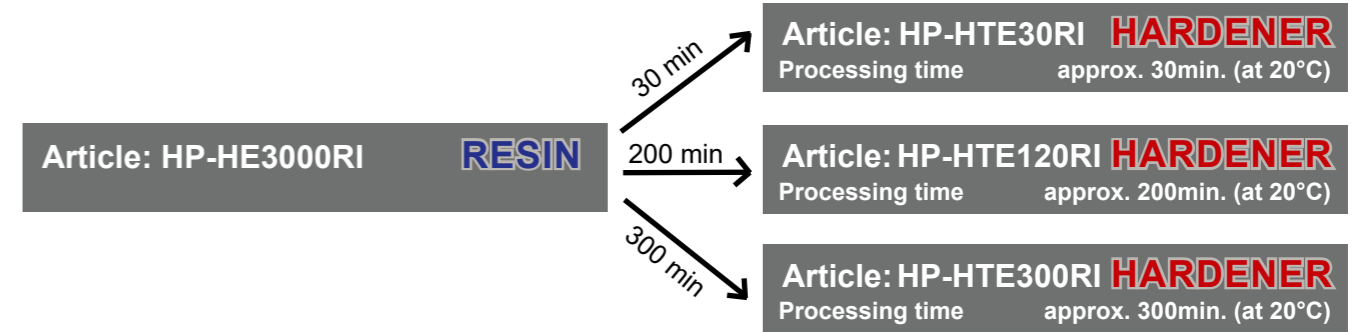 Article: HP-HE3000RI RESIN
30 min
200 min
300 min
Article: HP-HTE30RI HARDENER
Processing time approx. 30min. (at 20°C)
Article: HP-HTE120RI HARDENER
Processing time approx. 200min. (at 20°C)
Article: HP-HTE300RI HARDENER
Processing time approx. 300min. (at 20°C)